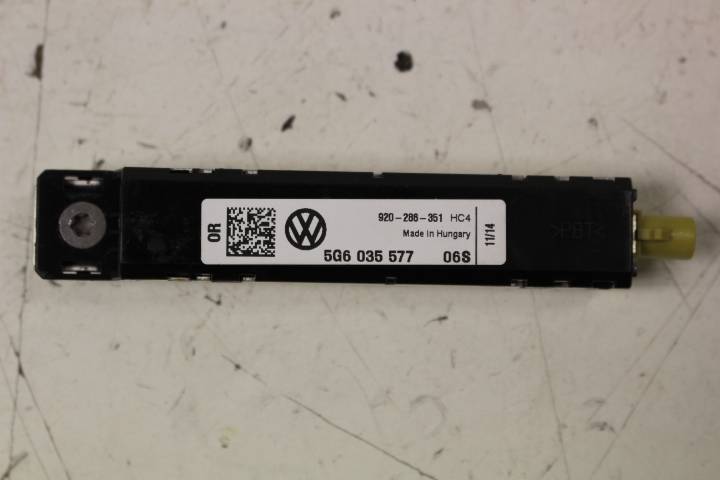 OR
920-286-351 HC4
Made in Hungary
5G6 035 577 06S
11/14
>PBT<